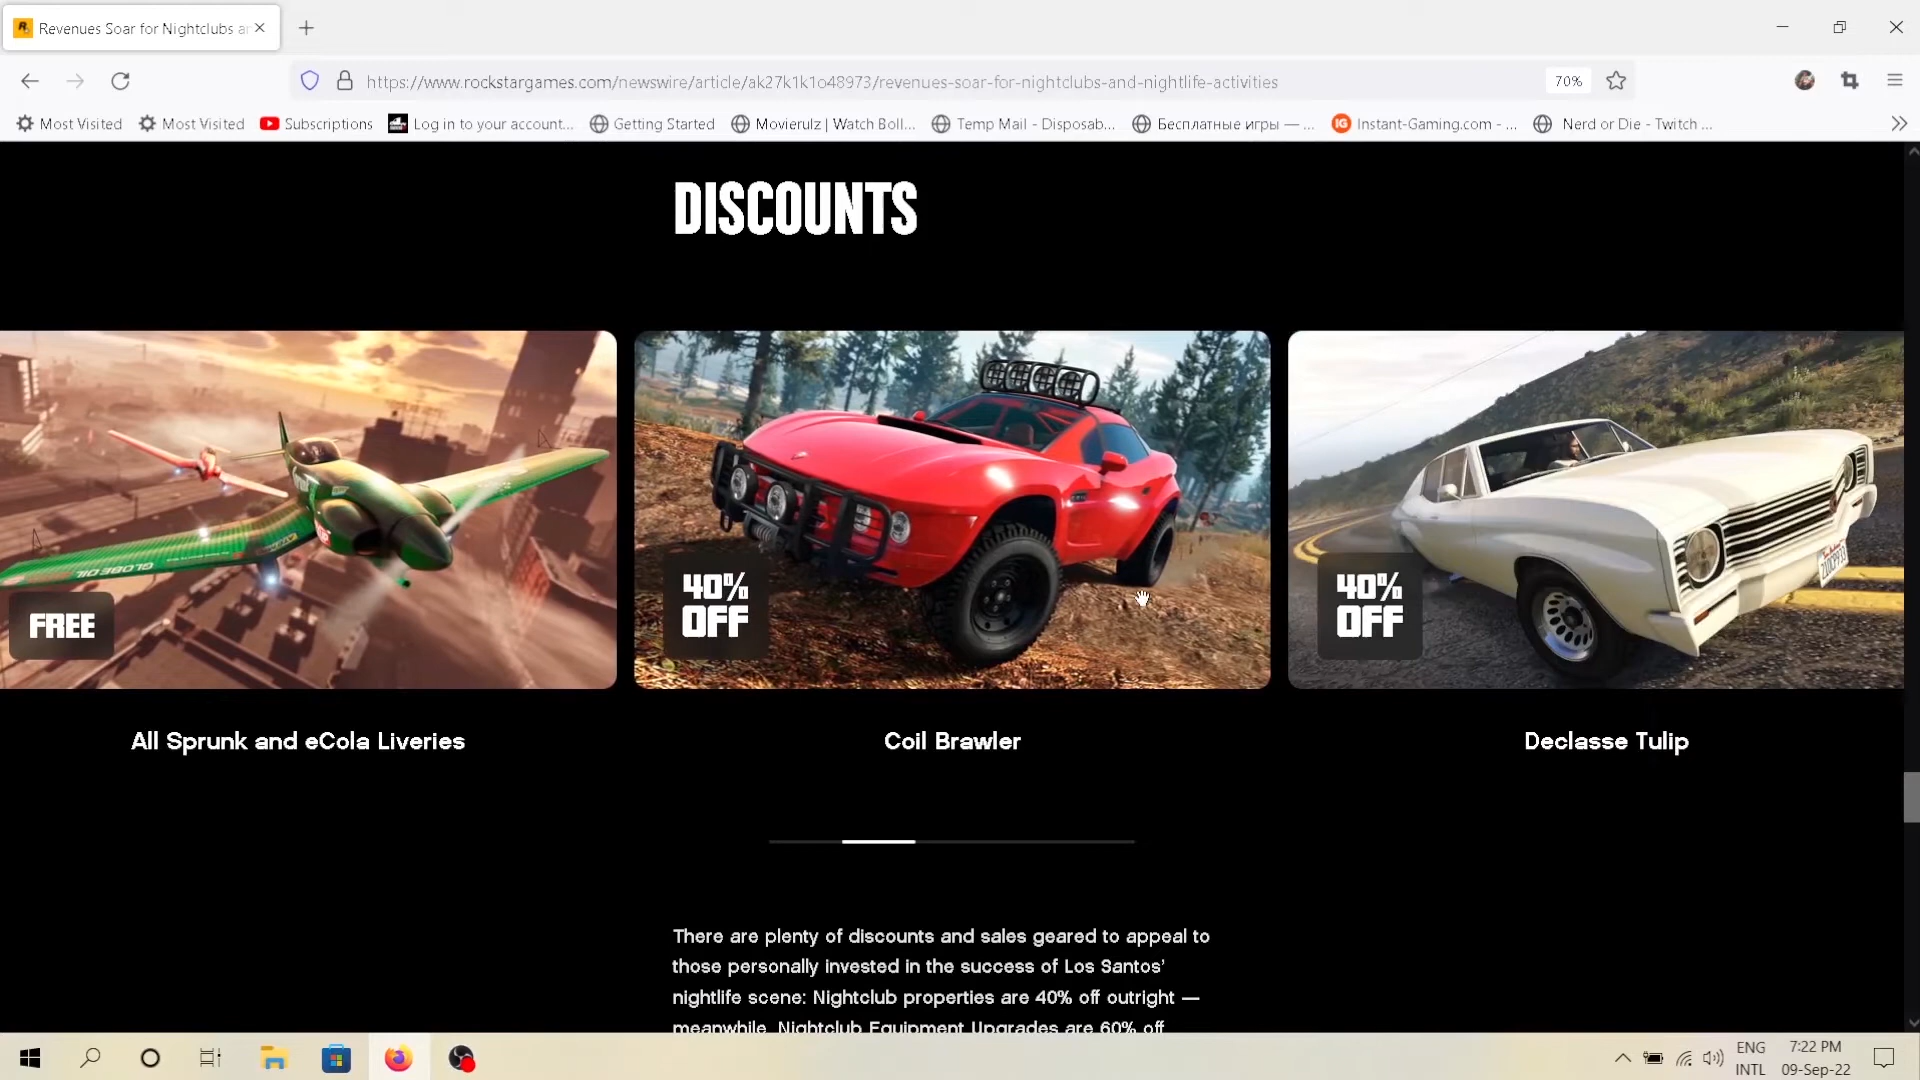 Revenues Soar for Nightclubs ar
https://www.rockstargames.com/newswire/article/ak27k1k1o48973/revenues-soar-for-nightclubs-and-nightlife-activities
70%
Most Visited
Most Visited
Subscriptions
Log in to your account...
Getting Started
Movierulz | Watch Boll...
Temp Mail - Disposab...
Бесплатные игры — ...
IG
Instant-Gaming.com - ...
Nerd or Die - Twitch ...
DISCOUNTS
GLOBE OIL
FREE
40%
OFF
40%
OFF
All Sprunk and eCola Liveries
Coil Brawler
Declasse Tulip
There are plenty of discounts and sales geared to appeal to
those personally invested in the success of Los Santos’
nightlife scene: Nightclub properties are 40% off outright —
meanwhile, Nightclub Equipment Upgrades are 60% off
ENG
INTL
7:22 PM
09-Sep-22